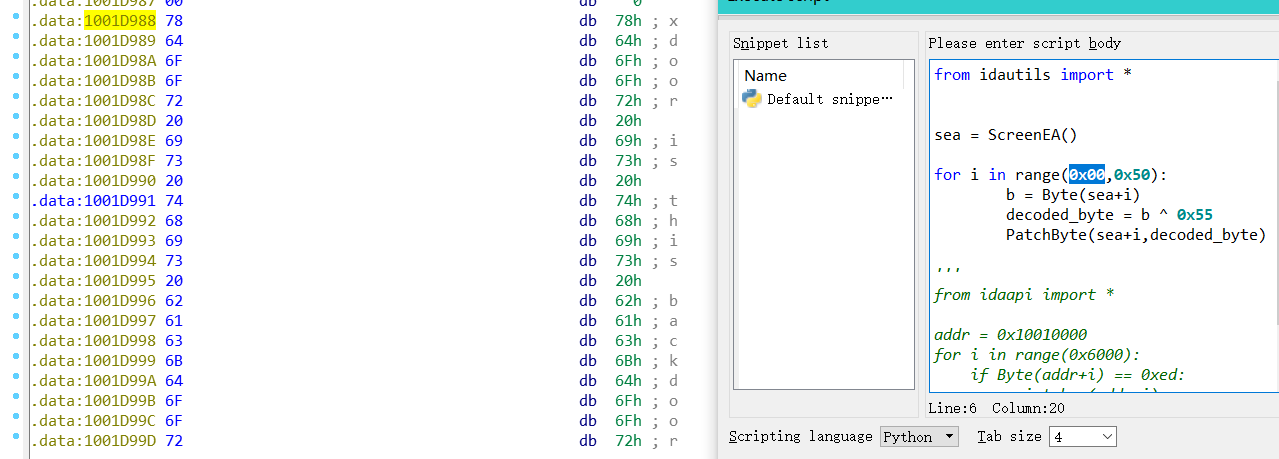 .data:1001D987 00 db 0
.data:1001D988 78 db 78h ; x
.data:1001D989 64 db 64h ; d
.data:1001D98A 6F db 6Fh ; o
.data:1001D98B 6F db 6Fh ; o
.data:1001D98C 72 db 72h ; r
.data:1001D98D 20 db 20h
.data:1001D98E 69 db 69h ; i
.data:1001D98F 73 db 73h ; s
.data:1001D990 20 db 20h
.data:1001D991 74 db 74h ; t
.data:1001D992 68 db 68h ; h
.data:1001D993 69 db 69h ; i
.data:1001D994 73 db 73h ; s
.data:1001D995 20 db 20h
.data:1001D996 62 db 62h ; b
.data:1001D997 61 db 61h ; a
.data:1001D998 63 db 63h ; c
.data:1001D999 6B db 6Bh ; k
.data:1001D99A 64 db 64h ; d
.data:1001D99B 6F db 6Fh ; o
.data:1001D99C 6F db 6Fh ; o
.data:1001D99D 72 db 72h ; r
Snippet list
Name
Default snippe…
Please enter script body
from idautils import *
sea = ScreenEA()
for i in range(0x00,0x50):
b = Byte(sea+i)
decoded_byte = b ^ 0x55
PatchByte(sea+i,decoded_byte)
'''
from idaapi import *
addr = 0x10010000
for i in range(0x6000):
if Byte(addr+i) == 0xed:
Line:6 Column:20
Scripting language Python Tab size 4